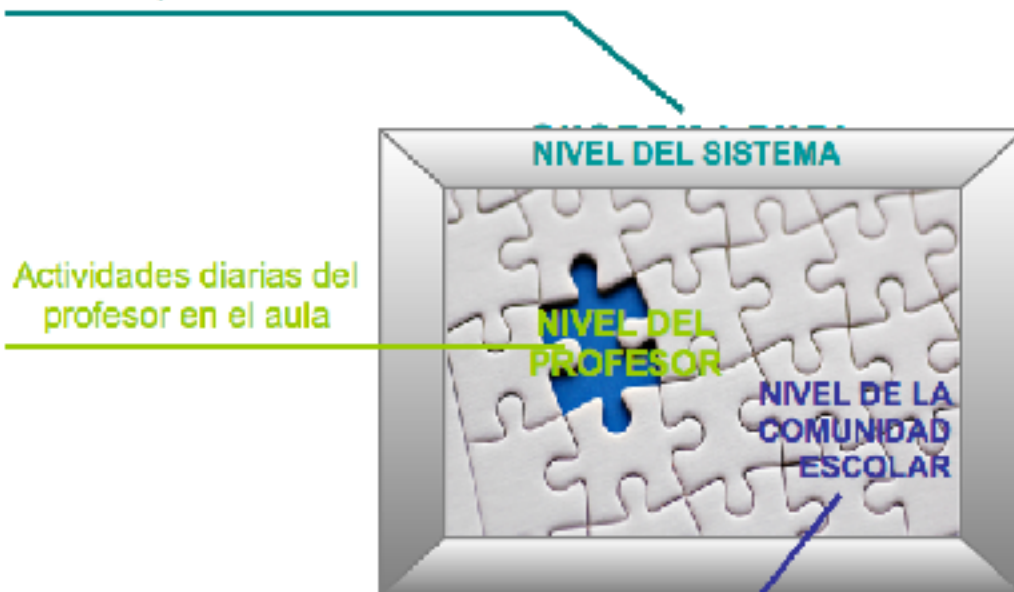 NIVEL DEL SISTEMA
Actividades diarias del
profesor en el aula
NIVEL DEL
PROFESOR
NIVEL DE LA
COMUNIDAD
ESCOLAR